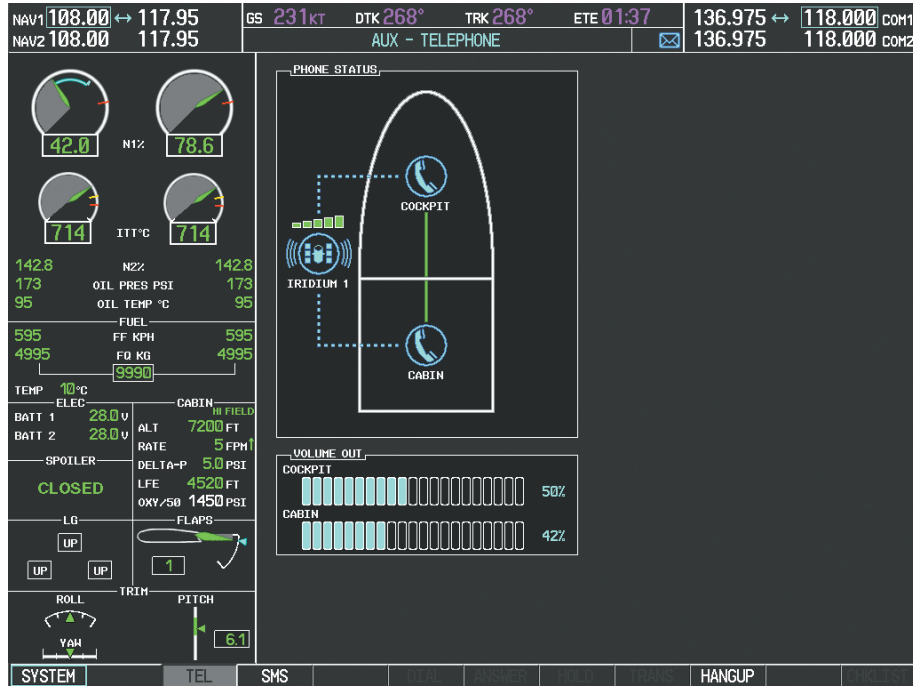 NAV1 108.00 ↔ 117.95 GS 231KT DTK 268° TRK 268° ETE 01:37 136.975 ↔ 118.000 COM1
NAV2 108.00 117.95 AUX - TELEPHONE 136.975 118.000 COM2
42.0 N1% 78.6
714 ITT°C 714
142.8 N2% 142.8
173 OIL PRES PSI 173
95 OIL TEMP °C 95
FUEL
595 FF KPH 595
4995 FQ KG 4995
9990
TEMP 10°C
ELEC
BATT 1 28.0 V
BATT 2 28.0 V
CABIN
HI FIELD
ALT 7200 FT
RATE 5 FPM↑
DELTA-P 5.0 PSI
LFE 4520 FT
OXY/50 1450 PSI
SPOILER
CLOSED
LG
UP
UP UP
FLAPS
1
TRIM
ROLL
YAW
PITCH
6.1
PHONE STATUS
COCKPIT
IRIDIUM 1
CABIN
VOLUME OUT
COCKPIT
50%
CABIN
42%
SYSTEM TEL SMS DIAL ANSWER HOLD TRANS HANGUP CHKLIST